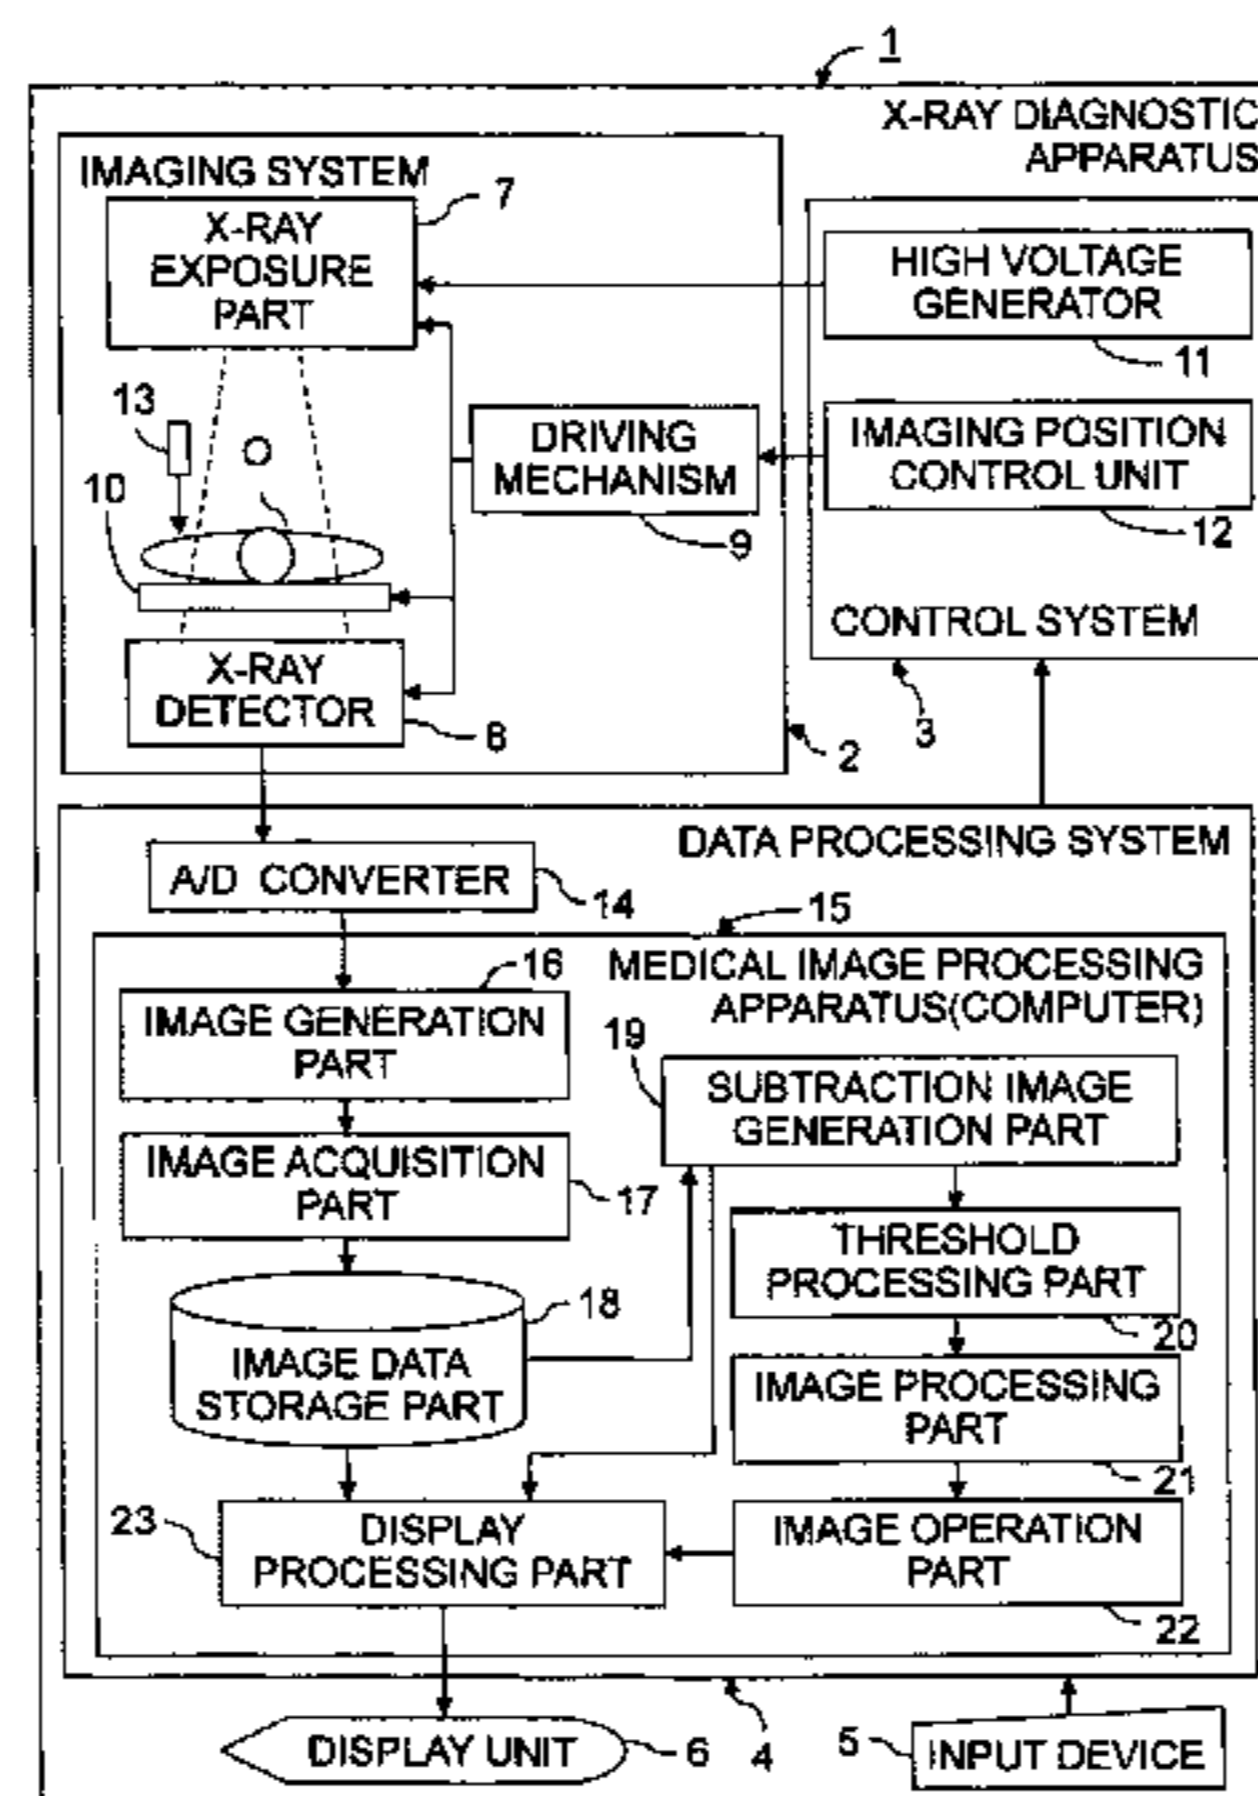 1
X-RAY DIAGNOSTIC
APPARATUS
IMAGING SYSTEM
7
X-RAY
EXPOSURE
PART
HIGH VOLTAGE
GENERATOR
11
13
O
DRIVING
MECHANISM
9
IMAGING POSITION
CONTROL UNIT
12
10
CONTROL SYSTEM
3
X-RAY
DETECTOR
8
2
DATA PROCESSING SYSTEM
A/D CONVERTER
14
15
MEDICAL IMAGE PROCESSING
APPARATUS(COMPUTER)
16
IMAGE GENERATION
PART
19
SUBTRACTION IMAGE
GENERATION PART
IMAGE ACQUISITION
PART
17
THRESHOLD
PROCESSING PART
20
18
IMAGE DATA
STORAGE PART
IMAGE PROCESSING
PART
21
23
DISPLAY
PROCESSING PART
IMAGE OPERATION
PART
22
DISPLAY UNIT
6
4
5
INPUT DEVICE